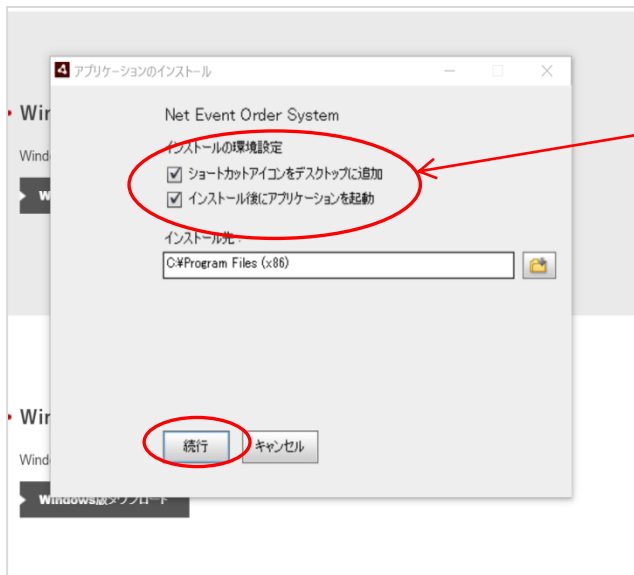 アプリケーションのインストール
Win
Net Event Order System
インストールの環境設定
Wind
ショートカットアイコンをデスクトップに追加
W
インストール後にアプリケーションを起動
インストール先:
C:¥Program Files (x86)
Win
続行
キャンセル
Wind
Windows版ダウンロード